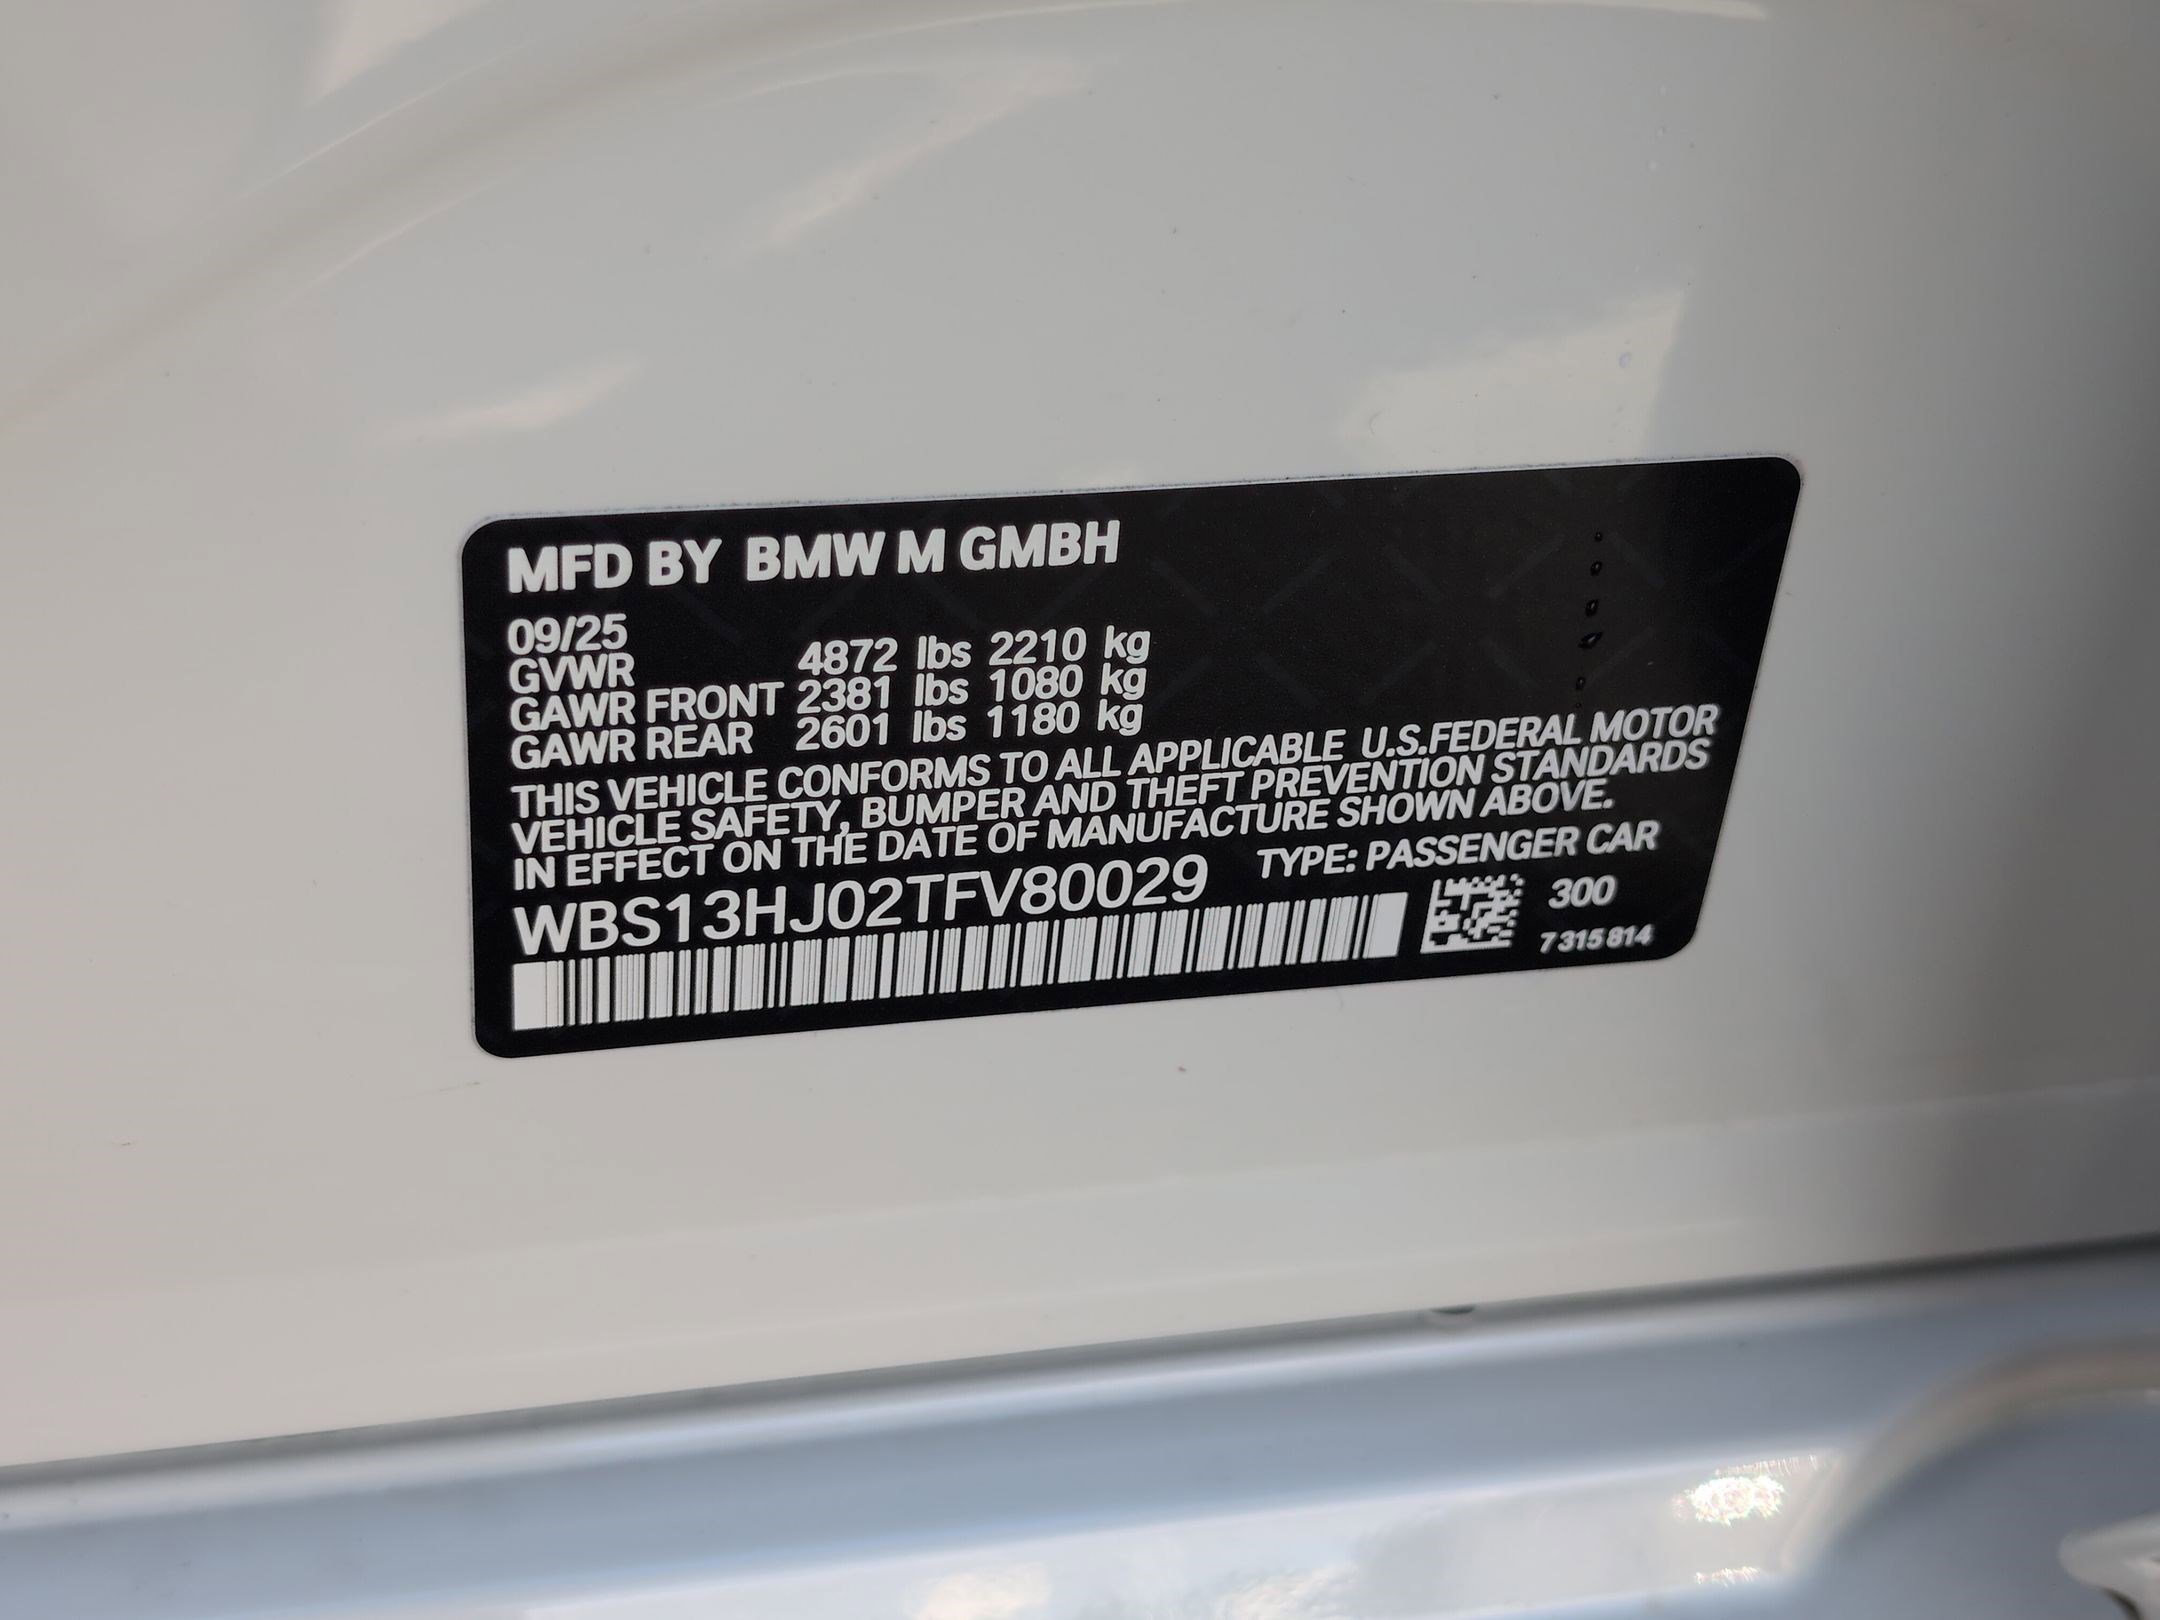 MFD BY BMW M GMBH
09/25
GVWR 4872 lbs 2210 kg
GAWR FRONT 2381 lbs 1080 kg
GAWR REAR 2601 lbs 1180 kg
THIS VEHICLE CONFORMS TO ALL APPLICABLE U.S.FEDERAL MOTOR
VEHICLE SAFETY, BUMPER AND THEFT PREVENTION STANDARDS
IN EFFECT ON THE DATE OF MANUFACTURE SHOWN ABOVE.
WBS13HJ02TFV80029 TYPE: PASSENGER CAR
300
7 315 814